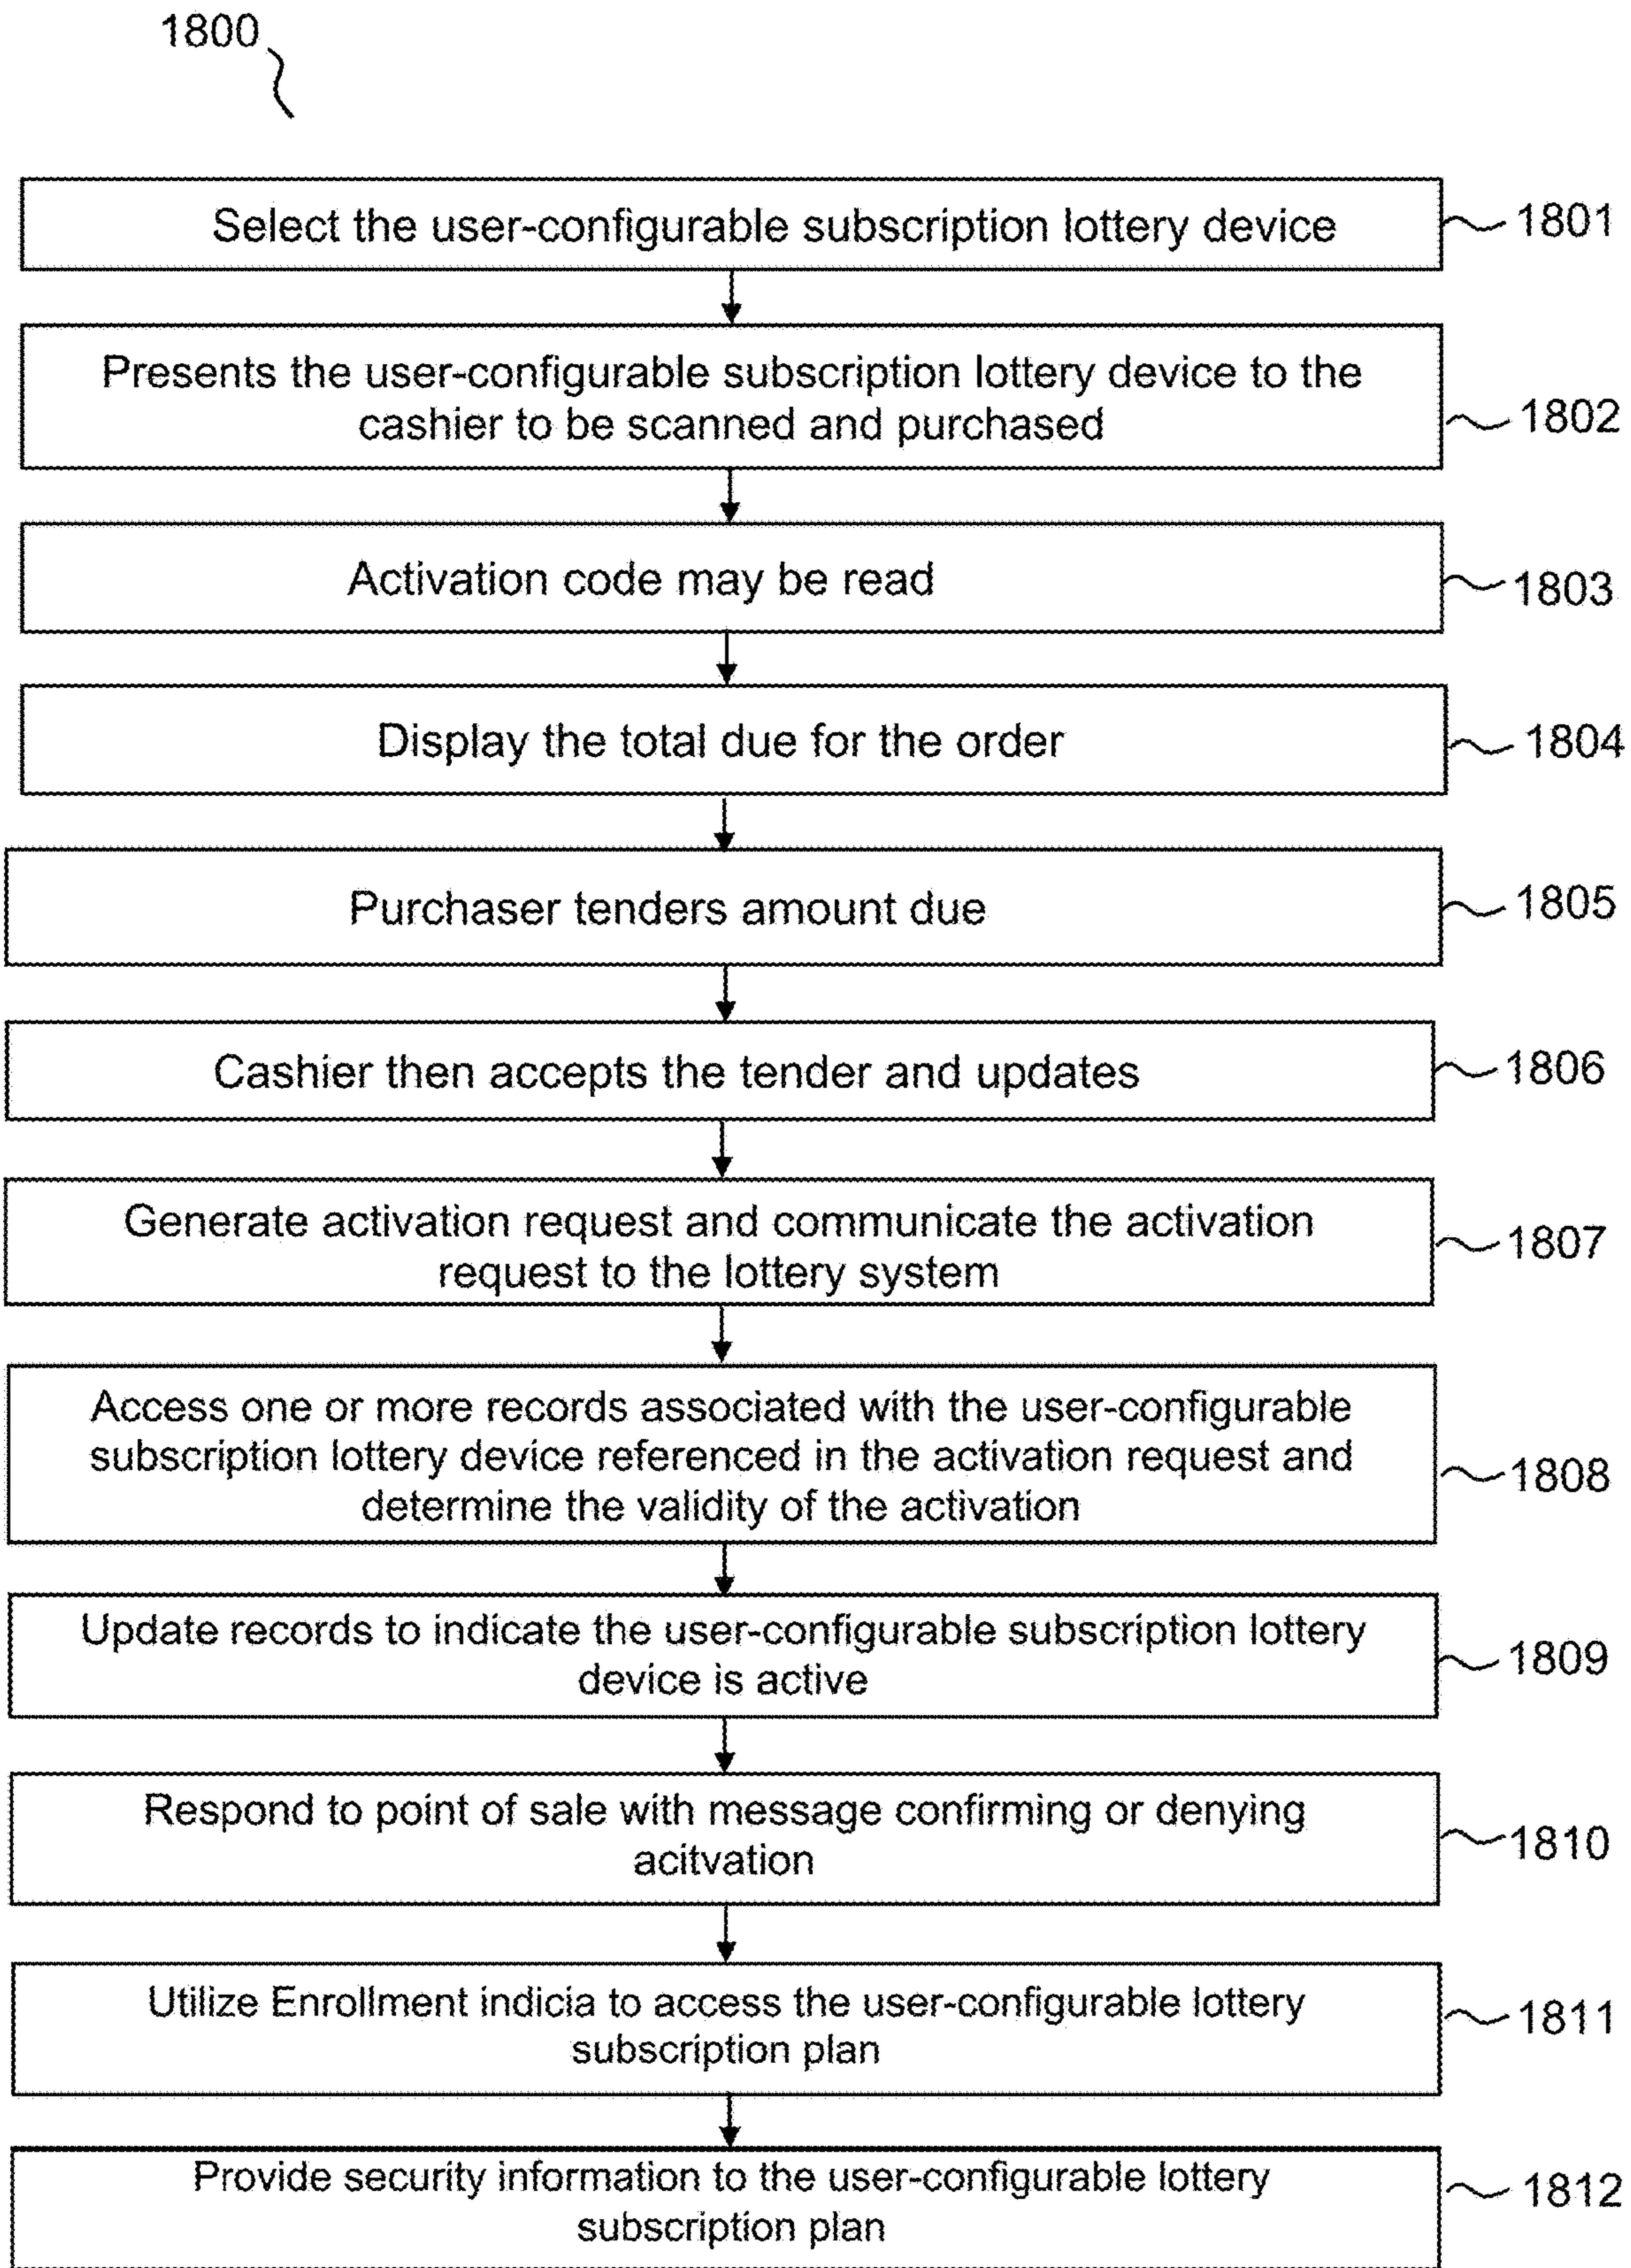 1800
Select the user-configurable subscription lottery device
1801
Presents the user-configurable subscription lottery device to the
cashier to be scanned and purchased
1802
Activation code may be read
1803
Display the total due for the order
1804
Purchaser tenders amount due
1805
Cashier then accepts the tender and updates
1806
Generate activation request and communicate the activation
request to the lottery system
1807
Access one or more records associated with the user-configurable
subscription lottery device referenced in the activation request and
determine the validity of the activation
1808
Update records to indicate the user-configurable subscription lottery
device is active
1809
Respond to point of sale with message confirming or denying
acitvation
1810
Utilize Enrollment indicia to access the user-configurable lottery
subscription plan
1811
Provide security information to the user-configurable lottery
subscription plan
1812